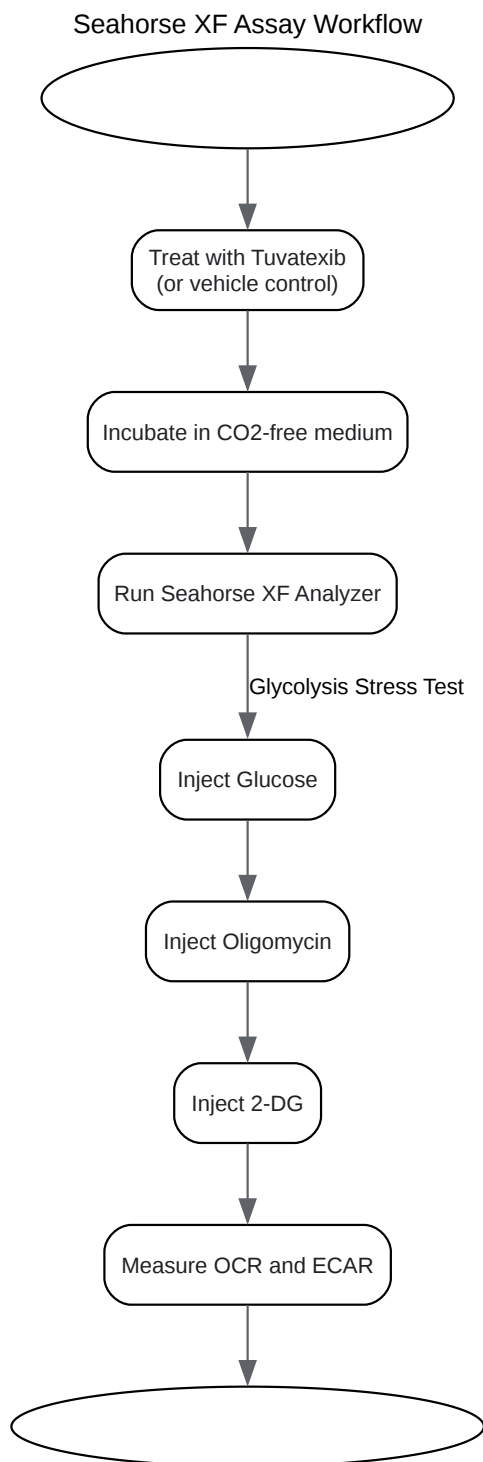 Seahorse XF Assay Workflow
Treat with Tuvatexib
(or vehicle control)
Incubate in CO2-free medium
Run Seahorse XF Analyzer
Glycolysis Stress Test
Inject Glucose
Inject Oligomycin
Inject 2-DG
Measure OCR and ECAR